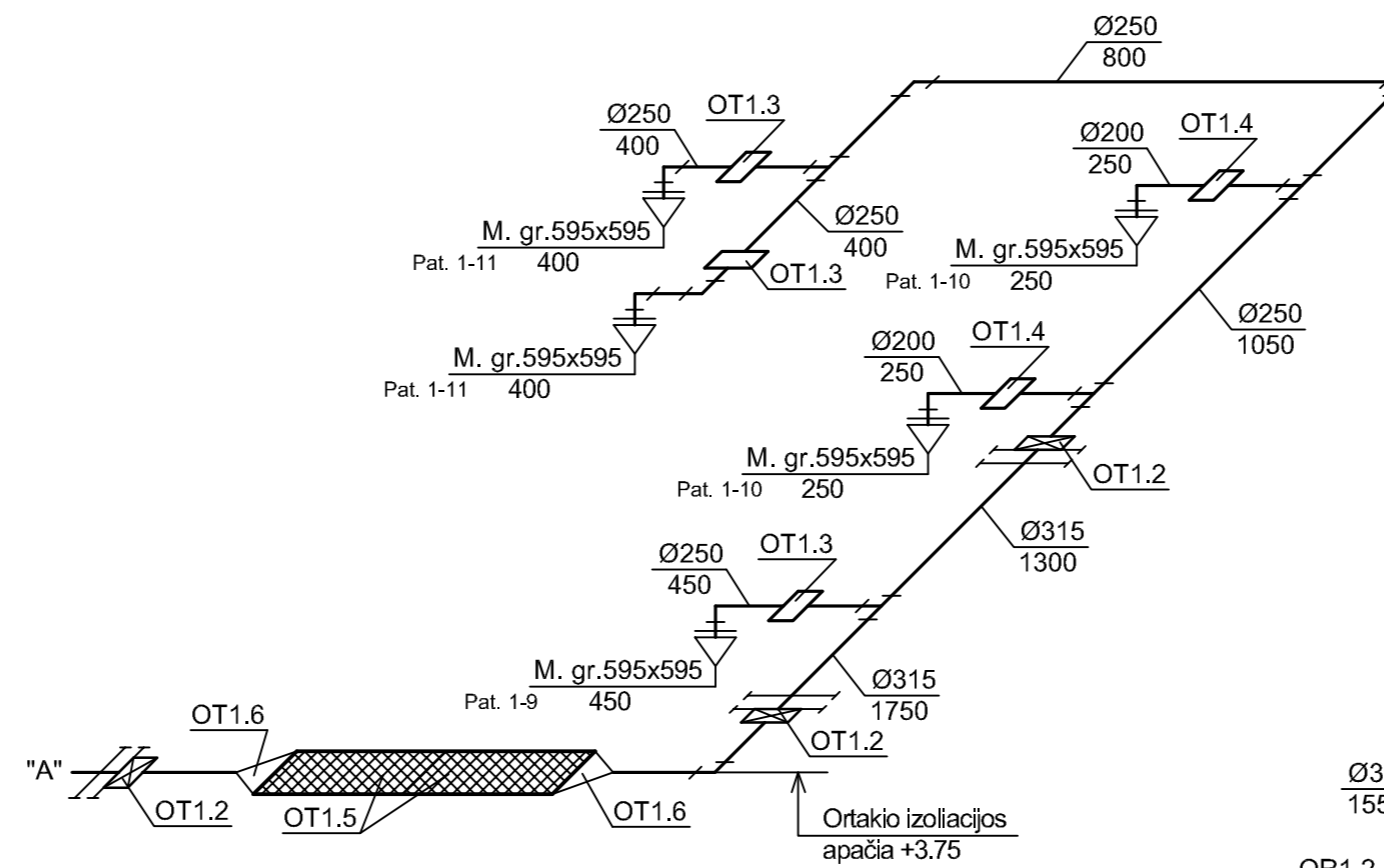 Ø250
800
Ø250
400
OT1.3
Ø200
250
OT1.4
M. gr.595x595
Pat. 1-11 400
Ø250
400
OT1.3
M. gr.595x595
Pat. 1-10 250
Ø250
1050
M. gr.595x595
Pat. 1-11 400
Ø200
250
OT1.4
M. gr.595x595
Pat. 1-10 250
OT1.2
Ø315
1300
Ø250
450
OT1.3
M. gr.595x595
Pat. 1-9 450
Ø315
1750
OT1.6
OT1.2
"A"
OT1.2
OT1.5
OT1.6
Ortakio izoliacijos
apačia +3.75